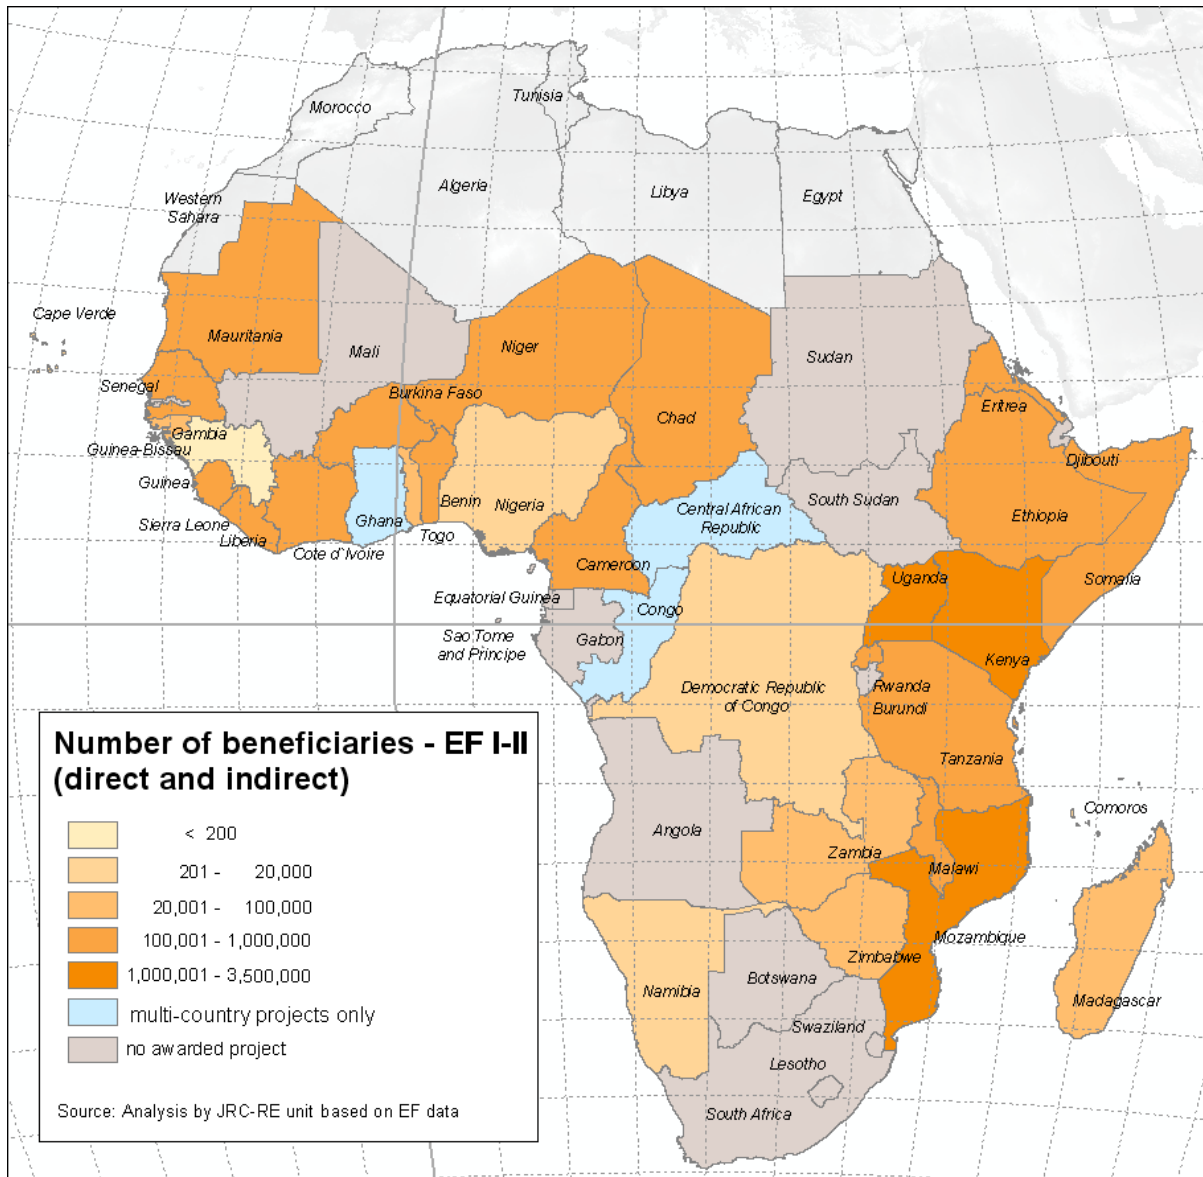 Morocco
Tunisia
Algeria
Libya
Egypt
Western
Sahara
Cape Verde
Mauritania
Mali
Niger
Chad
Sudan
Senegal
Burkina Faso
Eritrea
Gambia
Guinea-Bissau
Djibouti
Guinea
Benin
Nigeria
South Sudan
Central African
Republic
Ethiopia
Sierra Leone
Liberia
Cote d`Ivoire
Ghana
Togo
Cameroon
Uganda
Somalia
Equatorial Guinea
Congo
Sao Tome
and Principe
Gabon
Kenya
Democratic Republic
of Congo
Rwanda
Burundi
Tanzania
Comoros
Angola
Zambia
Malawi
Mozambique
Zimbabwe
Namibia
Botswana
Madagascar
Swaziland
Lesotho
South Africa
Number of beneficiaries - EF I-II
(direct and indirect)
< 200
201 - 20,000
20,001 - 100,000
100,001 - 1,000,000
1,000,001 - 3,500,000
multi-country projects only
no awarded project
Source: Analysis by JRC-RE unit based on EF data